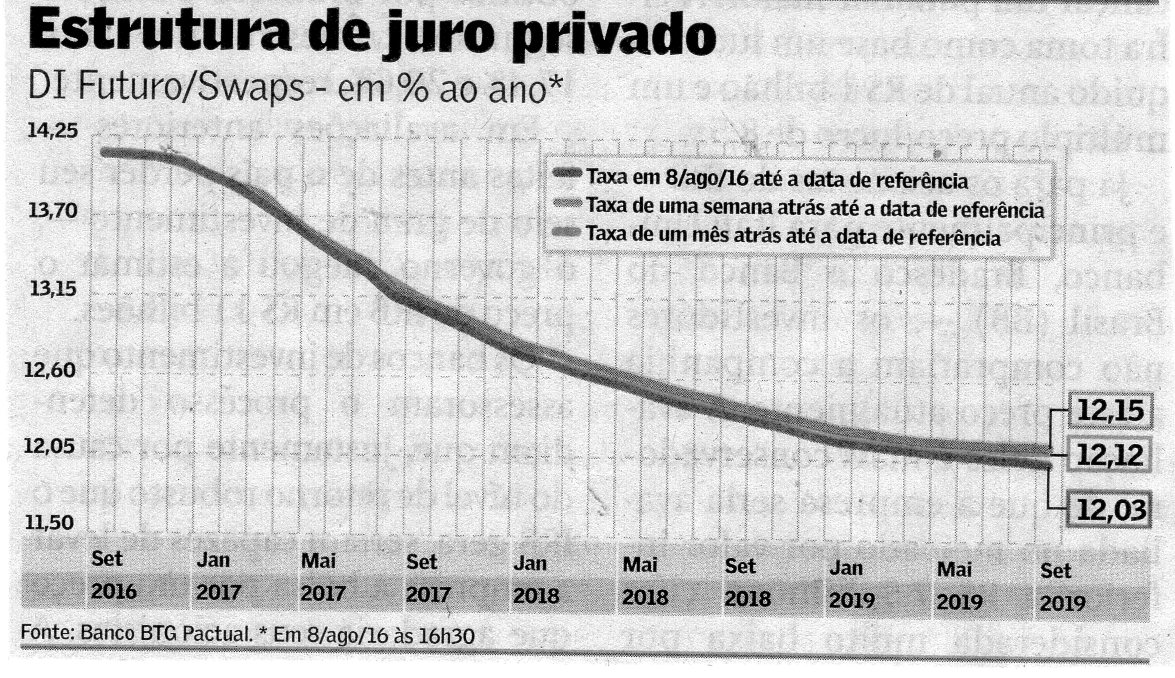 Estrutura de juro privado
DI Futuro/Swaps - em % ao ano*
14,25
13,70
13,15
12,60
12,05
11,50
Taxa em 8/ago/16 até a data de referência
Taxa de uma semana atrás até a data de referência
Taxa de um mês atrás até a data de referência
12,15
12,12
12,03
Set Jan Mai Set Jan Mai Set Jan Mai Set
2016 2017 2017 2017 2018 2018 2018 2019 2019 2019
Fonte: Banco BTG Pactual. * Em 8/ago/16 às 16h30